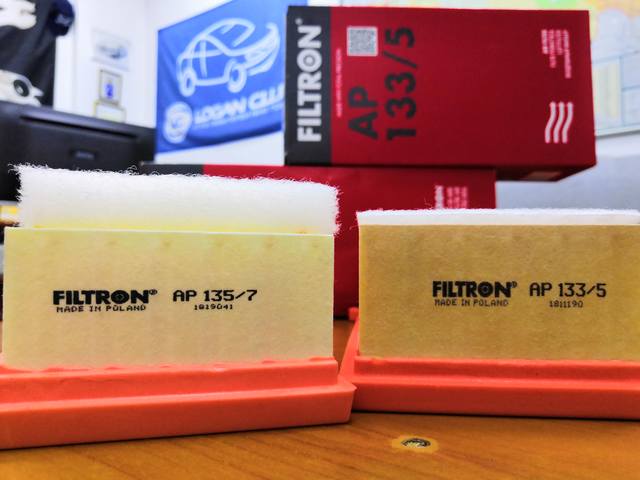 LOGAN CLU
FILTRON
AP
133/5
FILTRON® AP 135/7
MADE IN POLAND 1819041
FILTRON® AP 133/5
MADE IN POLAND 1811190